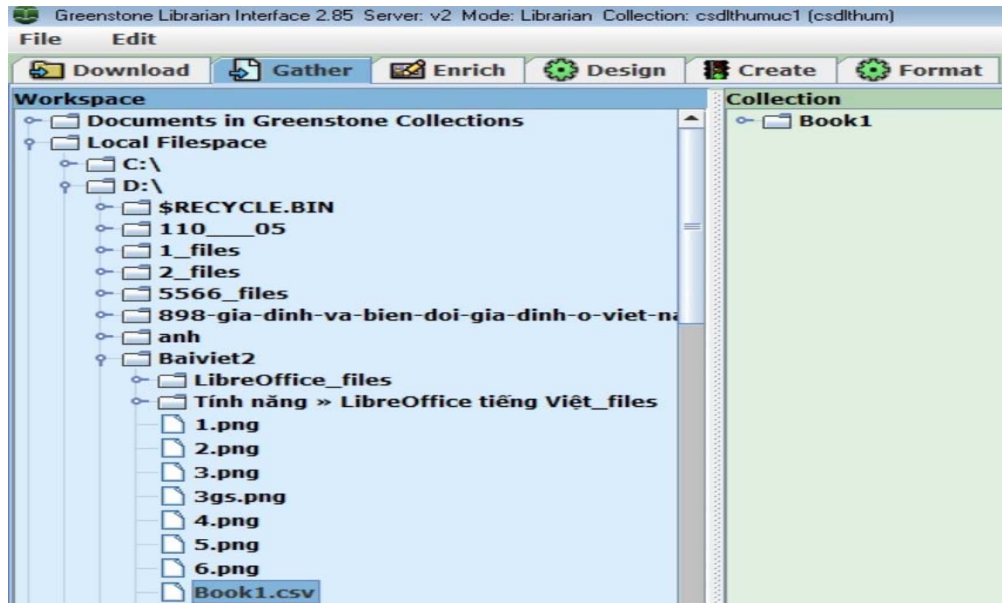 Greenstone Librarian Interface 2.85 Server: v2 Mode: Librarian Collection: csdlthumuc1 (csdlthum)
File Edit
Download Gather Enrich Design Create Format
Workspace
Documents in Greenstone Collections
Local Filespace
C:\
D:\
$RECYCLE.BIN
110____05
1_files
2_files
5566_files
898-gia-dinh-va-bien-doi-gia-dinh-o-viet-na
anh
Baiviet2
LibreOffice_files
Tính năng » LibreOffice tiếng Việt_files
1.png
2.png
3.png
3gs.png
4.png
5.png
6.png
Book1.csv
Collection
Book1